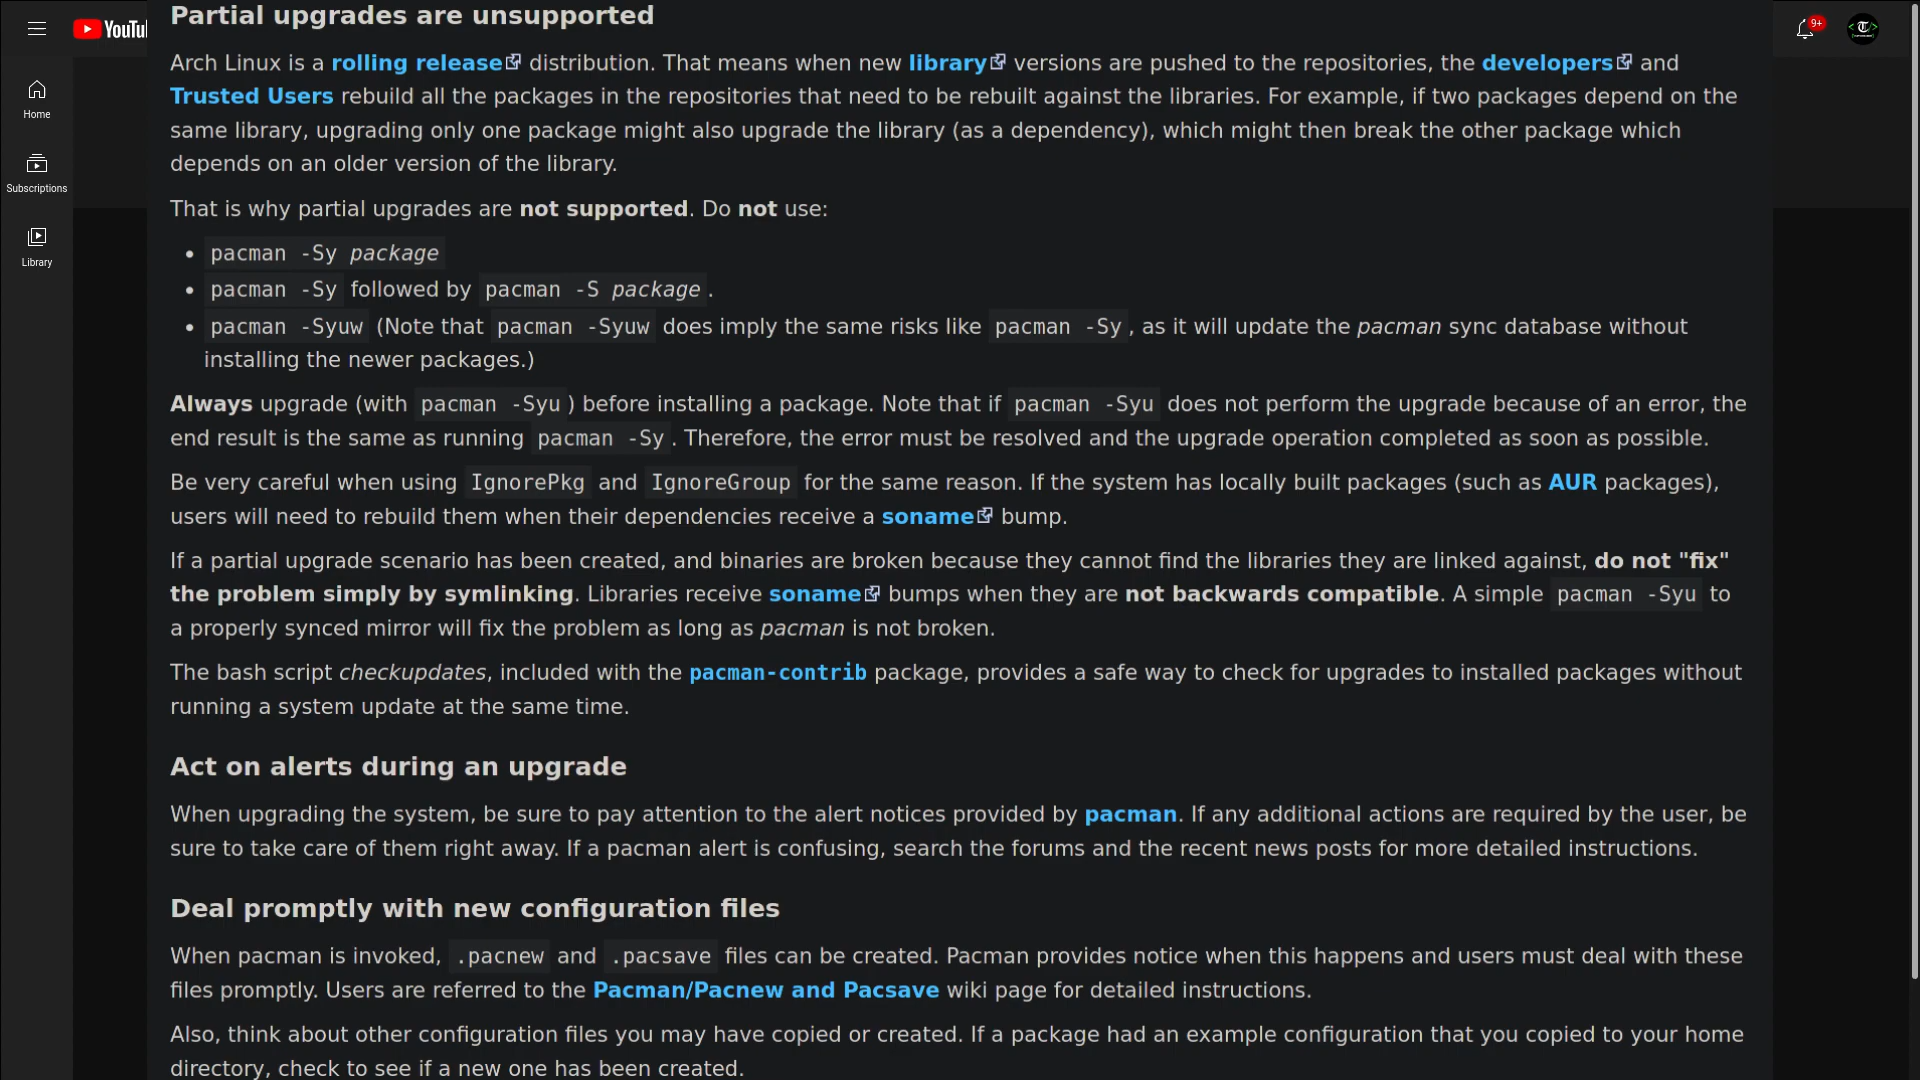 Partial upgrades are unsupported
YouTu
9+
Arch Linux is a rolling release distribution. That means when new library versions are pushed to the repositories, the developers and
Trusted Users rebuild all the packages in the repositories that need to be rebuilt against the libraries. For example, if two packages depend on the
Home
same library, upgrading only one package might also upgrade the library (as a dependency), which might then break the other package which
depends on an older version of the library.
Subscriptions
That is why partial upgrades are not supported. Do not use:
Library
• pacman -Sy package
• pacman -Sy followed by pacman -S package.
• pacman -Syuw (Note that pacman -Syuw does imply the same risks like pacman -Sy, as it will update the pacman sync database without
installing the newer packages.)
Always upgrade (with pacman -Syu) before installing a package. Note that if pacman -Syu does not perform the upgrade because of an error, the
end result is the same as running pacman -Sy. Therefore, the error must be resolved and the upgrade operation completed as soon as possible.
Be very careful when using IgnorePkg and IgnoreGroup for the same reason. If the system has locally built packages (such as AUR packages),
users will need to rebuild them when their dependencies receive a soname bump.
If a partial upgrade scenario has been created, and binaries are broken because they cannot find the libraries they are linked against, do not "fix"
the problem simply by symlinking. Libraries receive soname bumps when they are not backwards compatible. A simple pacman -Syu to
a properly synced mirror will fix the problem as long as pacman is not broken.
The bash script checkupdates, included with the pacman-contrib package, provides a safe way to check for upgrades to installed packages without
running a system update at the same time.
Act on alerts during an upgrade
When upgrading the system, be sure to pay attention to the alert notices provided by pacman. If any additional actions are required by the user, be
sure to take care of them right away. If a pacman alert is confusing, search the forums and the recent news posts for more detailed instructions.
Deal promptly with new configuration files
When pacman is invoked, .pacnew and .pacsave files can be created. Pacman provides notice when this happens and users must deal with these
files promptly. Users are referred to the Pacman/Pacnew and Pacsave wiki page for detailed instructions.
Also, think about other configuration files you may have copied or created. If a package had an example configuration that you copied to your home
directory, check to see if a new one has been created.